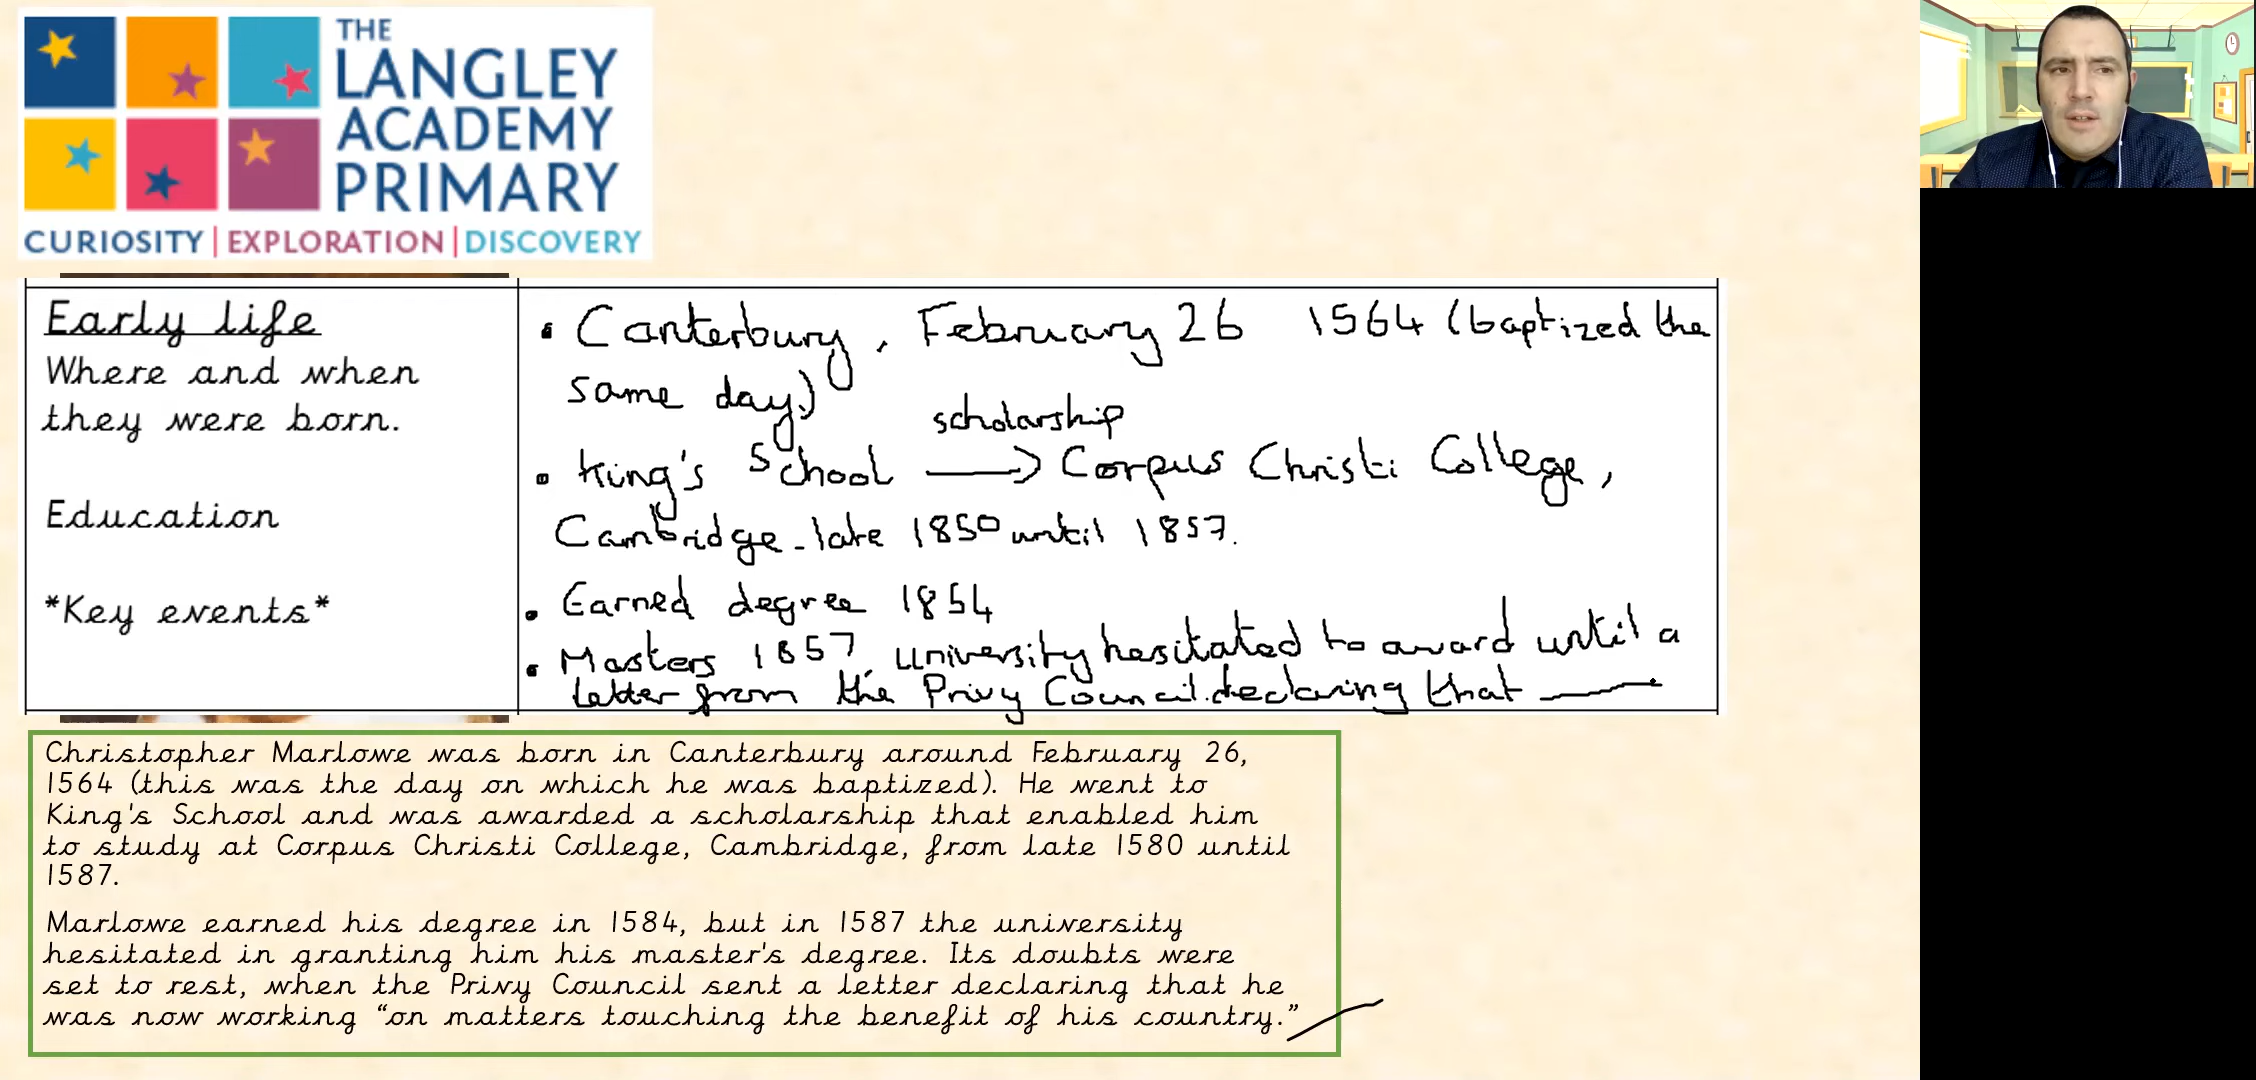 THE
LANGLEY
ACADEMY
PRIMARY
CURIOSITY | EXPLORATION | DISCOVERY
Early life
Where and when
they were born.
Education
*Key events*
• Canterbury, February 26 1564 (baptized the
same day.)
scholarship
• King's School → Corpus Christi College,
Cambridge - late 1850 until 1857.
• Earned degree 1854
• Masters 1857, university hesitated to award until a
letter from the Privy Council. declaring that
Christopher Marlowe was born in Canterbury around February 26,
1564 (this was the day on which he was baptized). He went to
King's School and was awarded a scholarship that enabled him
to study at Corpus Christi College, Cambridge, from late 1580 until
1587.
Marlowe earned his degree in 1584, but in 1587 the university
hesitated in granting him his master's degree. Its doubts were
set to rest, when the Privy Council sent a letter declaring that he
was now working “on matters touching the benefit of his country.”